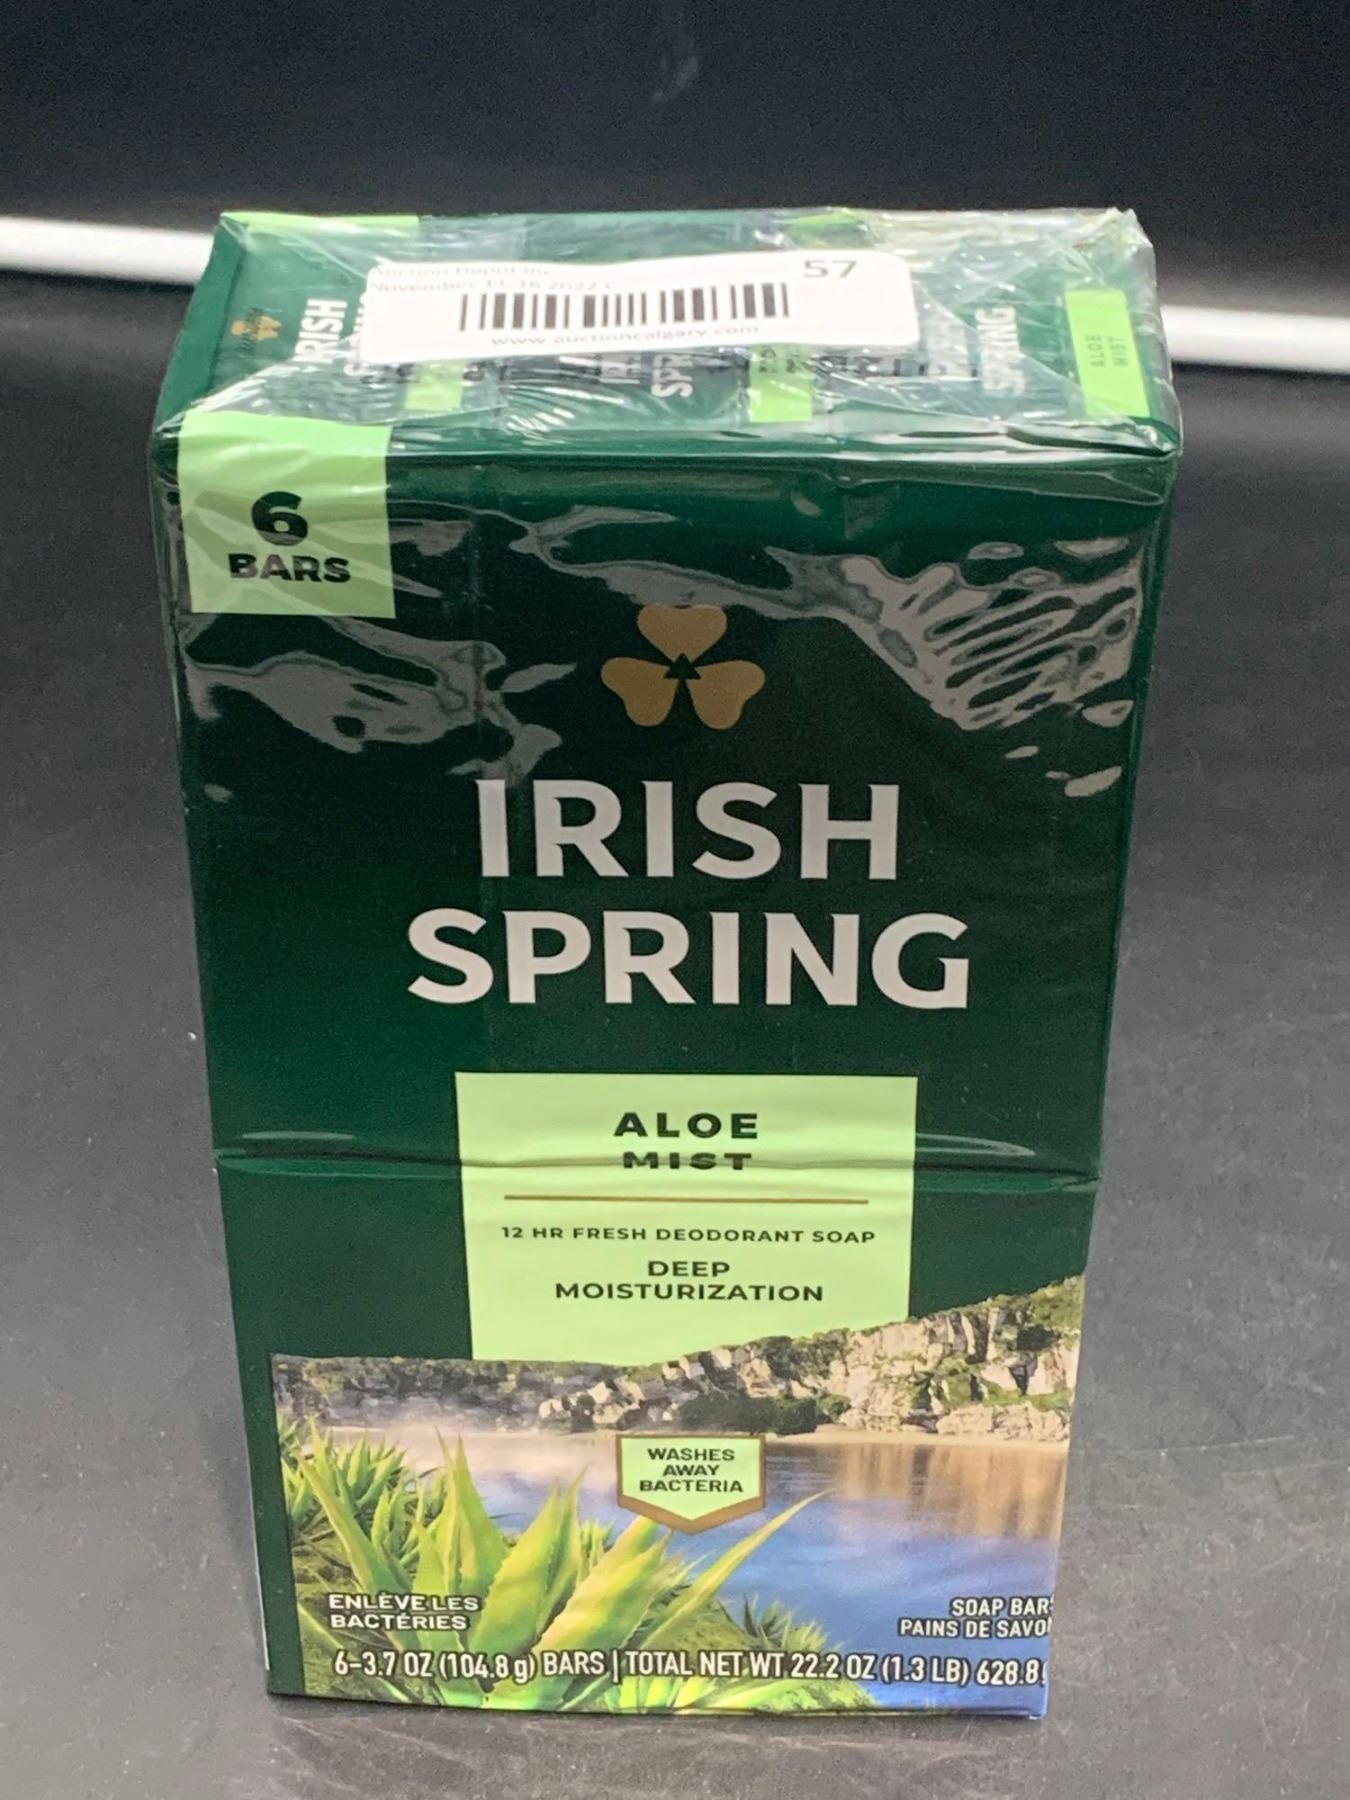 Auction Depot Inc
57
November 11-16 2022 C
www.auctioncalgary.com
IRISH
SPRING
ALOE
MIST
6
BARS
IRISH
SPRING
ALOE
MIST
12 HR FRESH DEODORANT SOAP
DEEP
MOISTURIZATION
WASHES
AWAY
BACTERIA
ENLÈVE LES
BACTÉRIES
SOAP BARS
PAINS DE SAVO
6-3.7 OZ (104.8 g) BARS | TOTAL NET WT 22.2 OZ (1.3 LB) 628.8 g